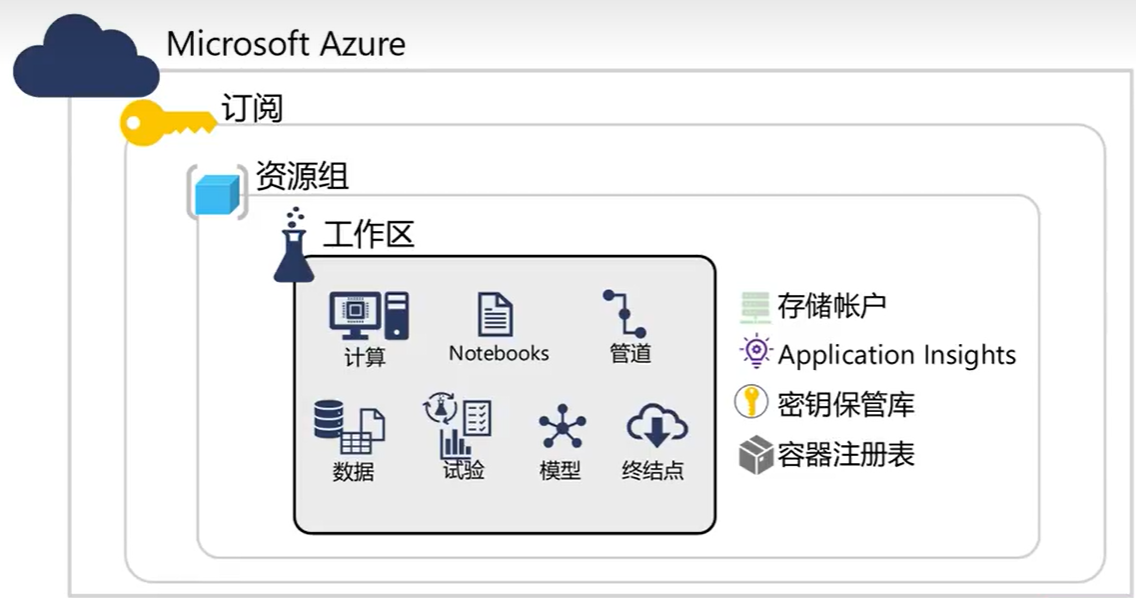 Microsoft Azure
订阅
资源组
工作区
计算
Notebooks
管道
数据
试验
模型
终结点
存储帐户
Application Insights
密钥保管库
容器注册表